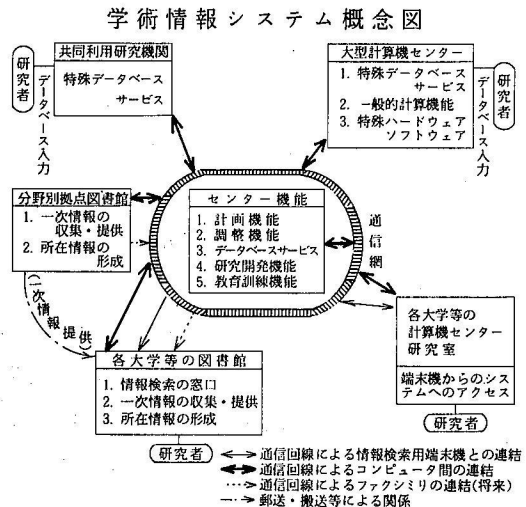 学術情報システム概念図
共同利用研究機関
特殊データベース
サービス
研究者
データベース入力
大型計算機センター
1. 特殊データベース
サービス
2. 一般的計算機能
3. 特殊ハードウェア
ソフトウェア
研究者
データベース入力
分野別拠点図書館
1. 一次情報の
収集・提供
2. 所在情報の
形成
センター機能
1. 計画機能
2. 調整機能
3. データベースサービス
4. 研究開発機能
5. 教育訓練機能
通信網
(一次情報提供)
各大学等の図書館
1. 情報検索の窓口
2. 一次情報の収集・提供
3. 所在情報の形成
研究者
各大学等の
計算機センター
研究室
端末機からのシス
テムへのアクセス
研究者
通信回線による情報検索用端末機との連結
通信回線によるコンピュータ間の連結
通信回線によるファクシミリの連結(将来)
郵送・搬送等による関係